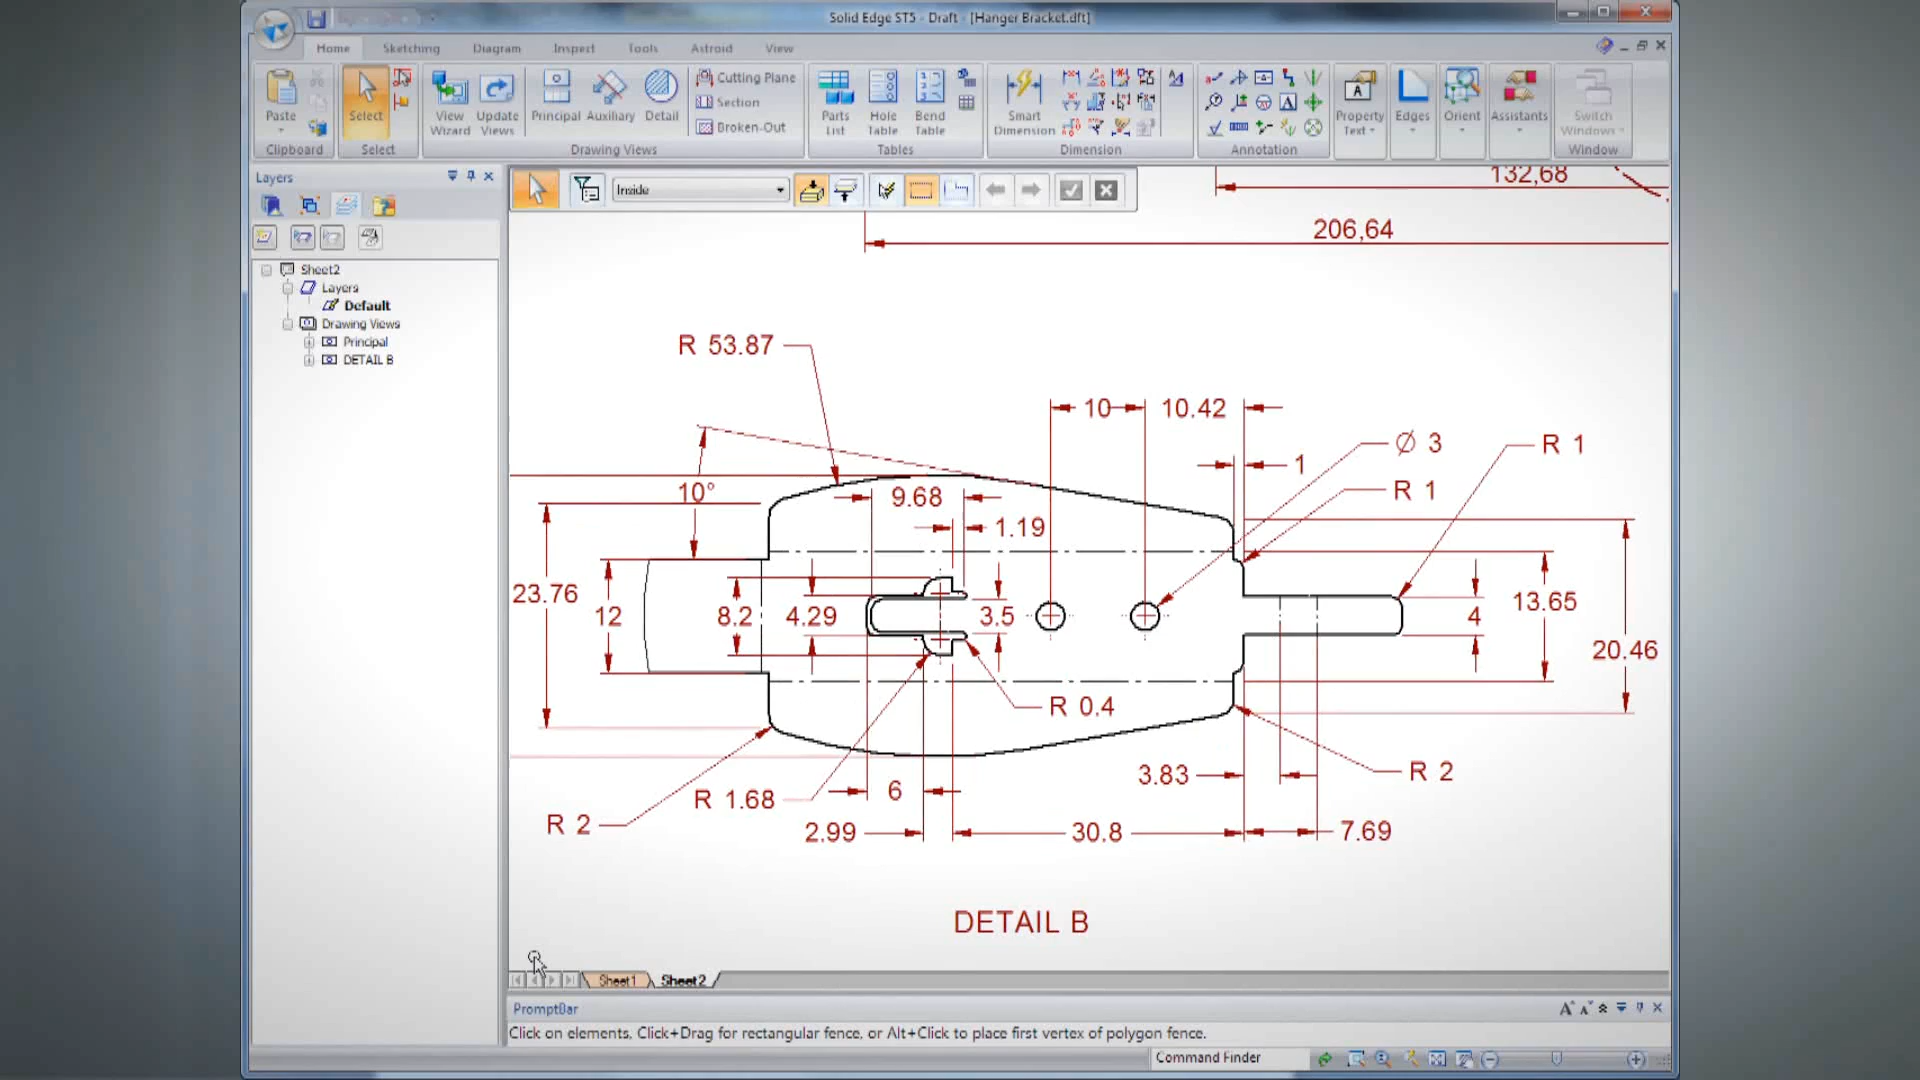 Solid Edge ST5 - Draft - [Hanger Bracket.dft]
Home Sketching Diagram Inspect Tools Astroid View
Paste
Select
View Wizard
Update Views
Principal
Auxiliary
Detail
Cutting Plane
Section
Broken-Out
Parts List
Hole Table
Bend Table
Smart Dimension
Property Text
Edges
Orient
Assistants
Switch Windows
Clipboard Select Drawing Views Tables Dimension Annotation Window
Layers
Inside
Sheet2
Layers
Default
Drawing Views
Principal
DETAIL B
132,68
206,64
R 53.87
10
10.42
Ø 3
R 1
1
R 1
10°
9.68
1.19
23.76
12
8.2
4.29
3.5
4
13.65
20.46
R 0.4
R 2
3.83
R 1.68
6
R 2
2.99
30.8
7.69
DETAIL B
Sheet1 Sheet2
PromptBar
Click on elements, Click+Drag for rectangular fence, or Alt+Click to place first vertex of polygon fence.
Command Finder